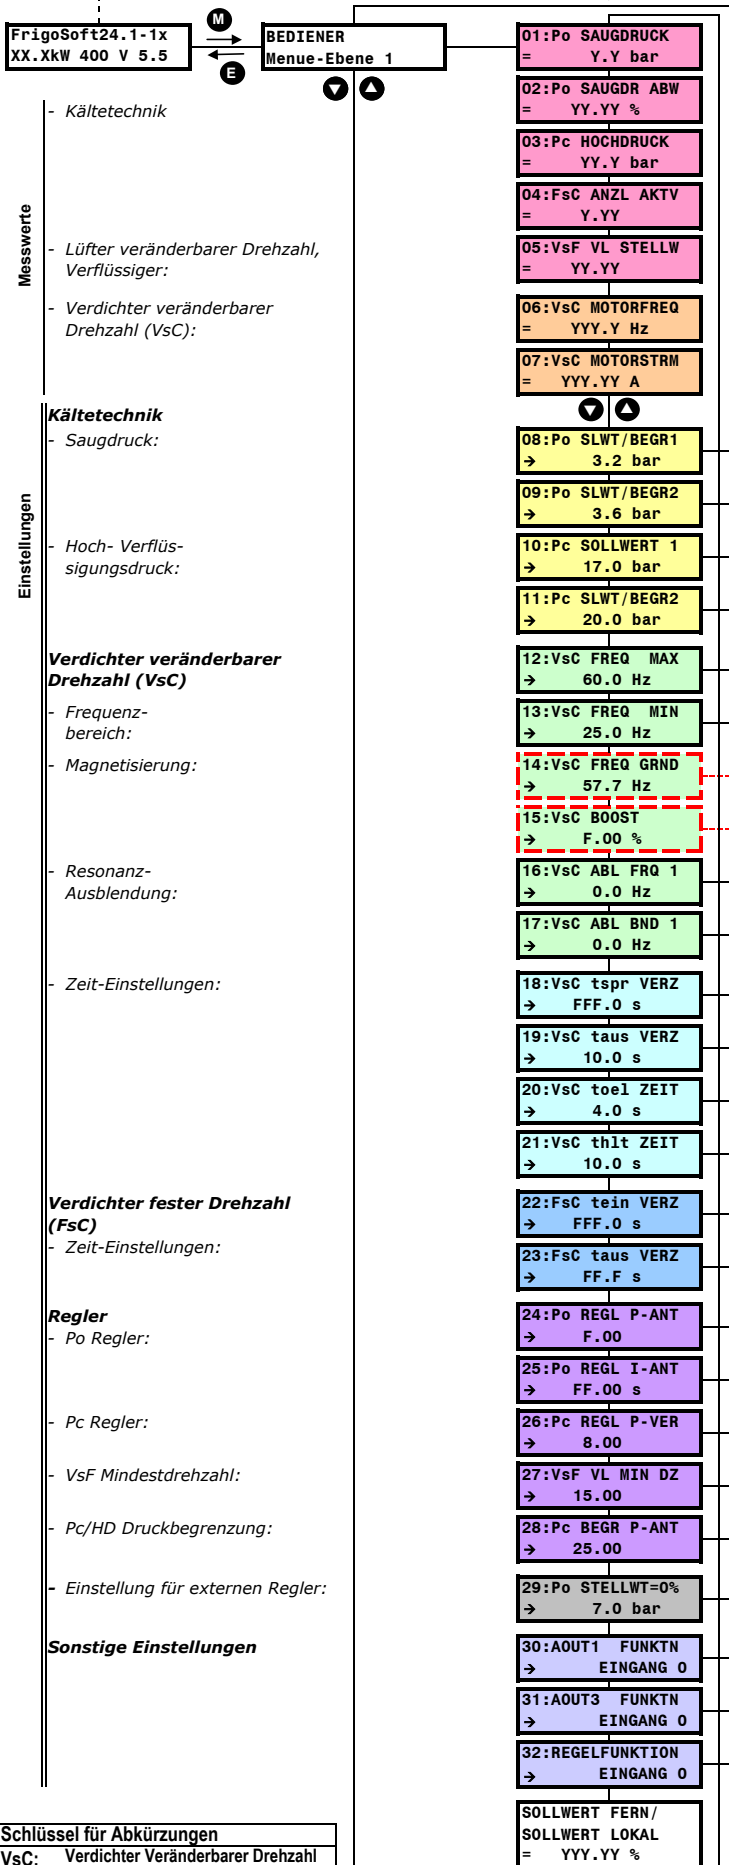 FrigoSoft24.1-1x
XX.XkW 400 V 5.5
M
E
BEDIENER
Menue-Ebene 1
01:Po SAUGDRUCK
= Y.Y bar
02:Po SAUGDR ABW
= YY.YY %
03:Pc HOCHDRUCK
= YY.Y bar
04:FsC ANZL AKTV
= Y.YY
05:VsF VL STELLW
= YY.YY
06:VsC MOTORFREQ
= YYY.Y Hz
07:VsC MOTORSTRM
= YYY.YY A
Messwerte
- Kältetechnik
- Lüfter veränderbarer Drehzahl,
Verflüssiger:
- Verdichter veränderbarer
Drehzahl (VsC):
Einstellungen
Kältetechnik
- Saugdruck:
08:Po SLWT/BEGR1
→ 3.2 bar
09:Po SLWT/BEGR2
→ 3.6 bar
- Hoch- Verflüs-
sigungsdruck:
10:Pc SOLLWERT 1
→ 17.0 bar
11:Pc SLWT/BEGR2
→ 20.0 bar
Verdichter veränderbarer
Drehzahl (VsC)
12:VsC FREQ MAX
→ 60.0 Hz
- Frequenz-
bereich:
13:VsC FREQ MIN
→ 25.0 Hz
- Magnetisierung:
14:VsC FREQ GRND
→ 57.7 Hz
15:VsC BOOST
→ F.00 %
- Resonanz-
Ausblendung:
16:VsC ABL FRQ 1
→ 0.0 Hz
17:VsC ABL BND 1
→ 0.0 Hz
- Zeit-Einstellungen:
18:VsC tspr VERZ
→ FFF.0 s
19:VsC taus VERZ
→ 10.0 s
20:VsC toel ZEIT
→ 4.0 s
21:VsC thlt ZEIT
→ 10.0 s
Verdichter fester Drehzahl
(FsC)
22:FsC tein VERZ
→ FFF.0 s
- Zeit-Einstellungen:
23:FsC taus VERZ
→ FF.F s
Regler
- Po Regler:
24:Po REGL P-ANT
→ F.00
25:Po REGL I-ANT
→ FF.00 s
- Pc Regler:
26:Pc REGL P-VER
→ 8.00
- VsF Mindestdrehzahl:
27:VsF VL MIN DZ
→ 15.00
- Pc/HD Druckbegrenzung:
28:Pc BEGR P-ANT
→ 25.00
- Einstellung für externen Regler:
29:Po STELLWT=0%
→ 7.0 bar
Sonstige Einstellungen
30:AOUT1 FUNKTN
→ EINGANG 0
31:AOUT3 FUNKTN
→ EINGANG 0
32:REGELFUNKTION
→ EINGANG 0
SOLLWERT FERN/
SOLLWERT LOKAL
= YYY.YY %
Schlüssel für Abkürzungen
VsC: Verdichter Veränderbarer Drehzahl